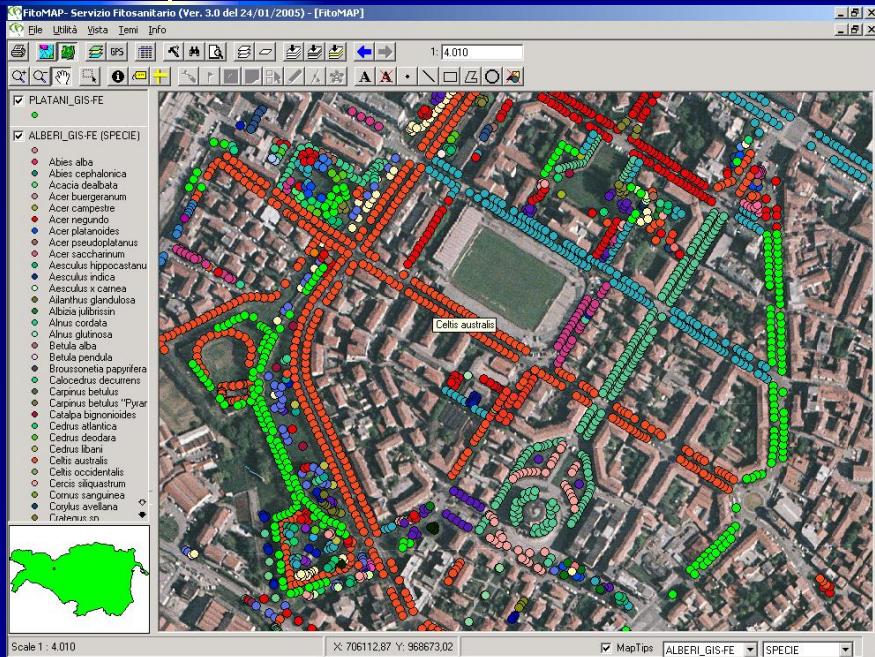 FitoMAP- Servizio Fitosanitario (Ver. 3.0 del 24/01/2005) - [FitoMAP]
File Utilità Vista Temi Info
GPS
1: 4.010
A A
PLATANI_GIS-FE
ALBERI_GIS-FE (SPECIE)
Abies alba
Abies cephalonica
Acacia dealbata
Acer buergeranum
Acer campestre
Acer negundo
Acer platanoides
Acer pseudoplatanus
Acer saccharinum
Aesculus hippocastanu
Aesculus indica
Aesculus x carnea
Ailanthus glandulosa
Albizia julibrissin
Alnus cordata
Alnus glutinosa
Betula alba
Betula pendula
Broussonetia papyrifera
Calocedrus decurrens
Carpinus betulus
Carpinus betulus "Pyrar
Catalpa bignonioides
Cedrus atlantica
Cedrus deodara
Cedrus libani
Celtis australis
Celtis occidentalis
Cercis siliquastrum
Cornus sanguinea
Corylus avellana
Crategus sp
Celtis australis
Scale 1 : 4.010
X: 706112,87 Y: 968673,02
MapTips
ALBERI_GIS-FE
SPECIE